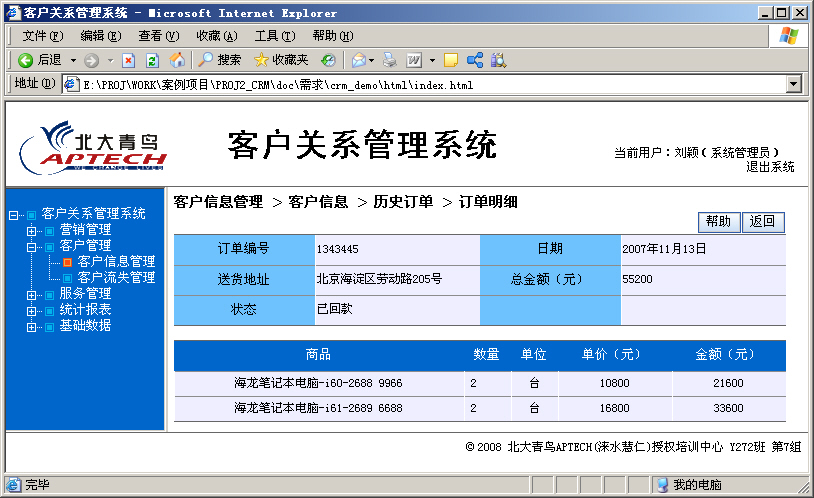 客户关系管理系统 - Microsoft Internet Explorer
文件(F) 编辑(E) 查看(V) 收藏(A) 工具(T) 帮助(H)
后退 搜索 收藏夹
地址(D) E:\PROJ\WORK\案例项目\PROJ2_CRM\doc\需求\crm_demo\html\index.html
北大青鸟
APTECH
WE CHANGE LIVES
客户关系管理系统
当前用户：刘颖(系统管理员)
退出系统
客户关系管理系统
营销管理
客户管理
客户信息管理
客户流失管理
服务管理
统计报表
基础数据
客户信息管理 > 客户信息 > 历史订单 > 订单明细
帮助 返回
订单编号 1343445 日期 2007年11月13日
送货地址 北京海淀区劳动路205号 总金额（元） 55200
状态 已回款
商品 数量 单位 单价（元） 金额（元）
海龙笔记本电脑-i60-2688 9966 2 台 10800 21600
海龙笔记本电脑-i61-2689 6688 2 台 16800 33600
© 2008 北大青鸟APTECH(涞水慧仁)授权培训中心 Y272班 第7组
完毕 我的电脑